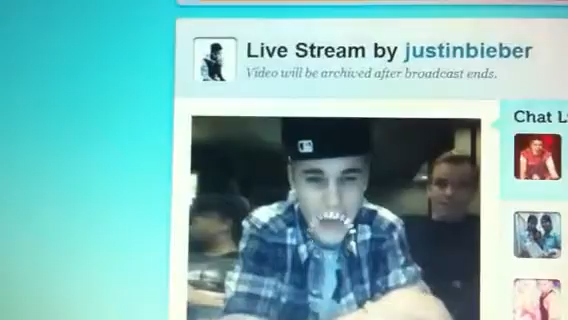 Live Stream by justinbieber
Video will be archived after broadcast ends.
Chat L